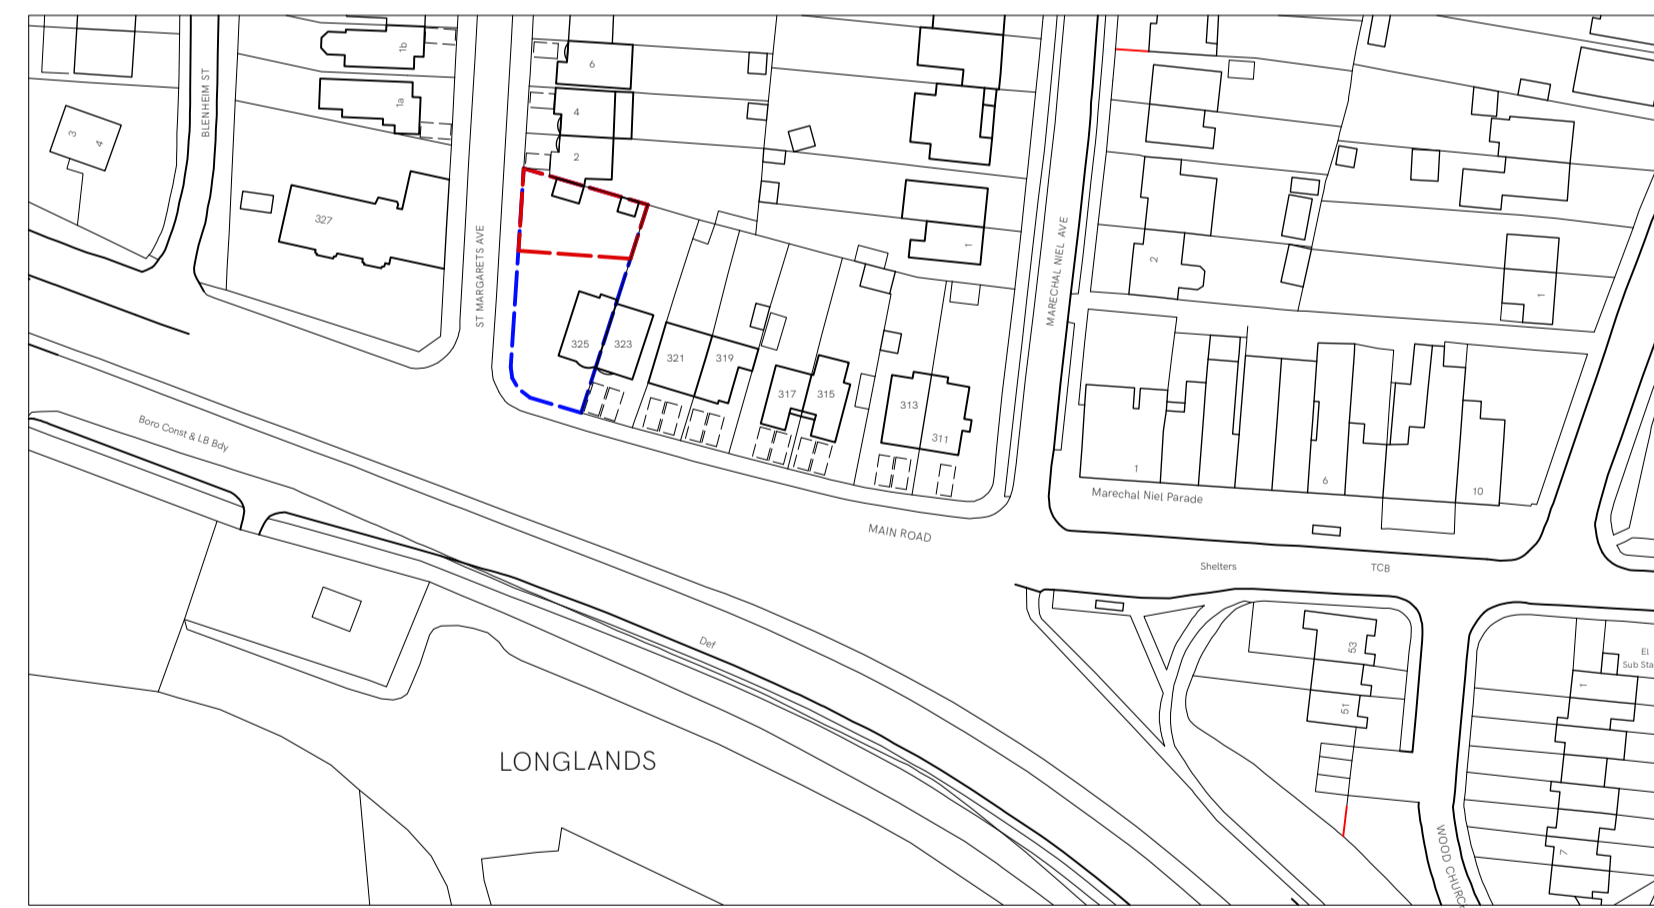 1b
6
BLENHEIM ST
1a
4
3
4
2
327
ST MARGARETS AVE
1
MARECHAL NIEL AVE
2
1
325
323
321
319
317
315
313
311
Boro Const & LB Bdy
1
6
10
Marechal Niel Parade
MAIN ROAD
Shelters
TCB
Def
53
51
El
Sub Sta
1
LONGLANDS
7
WOOD CHURC